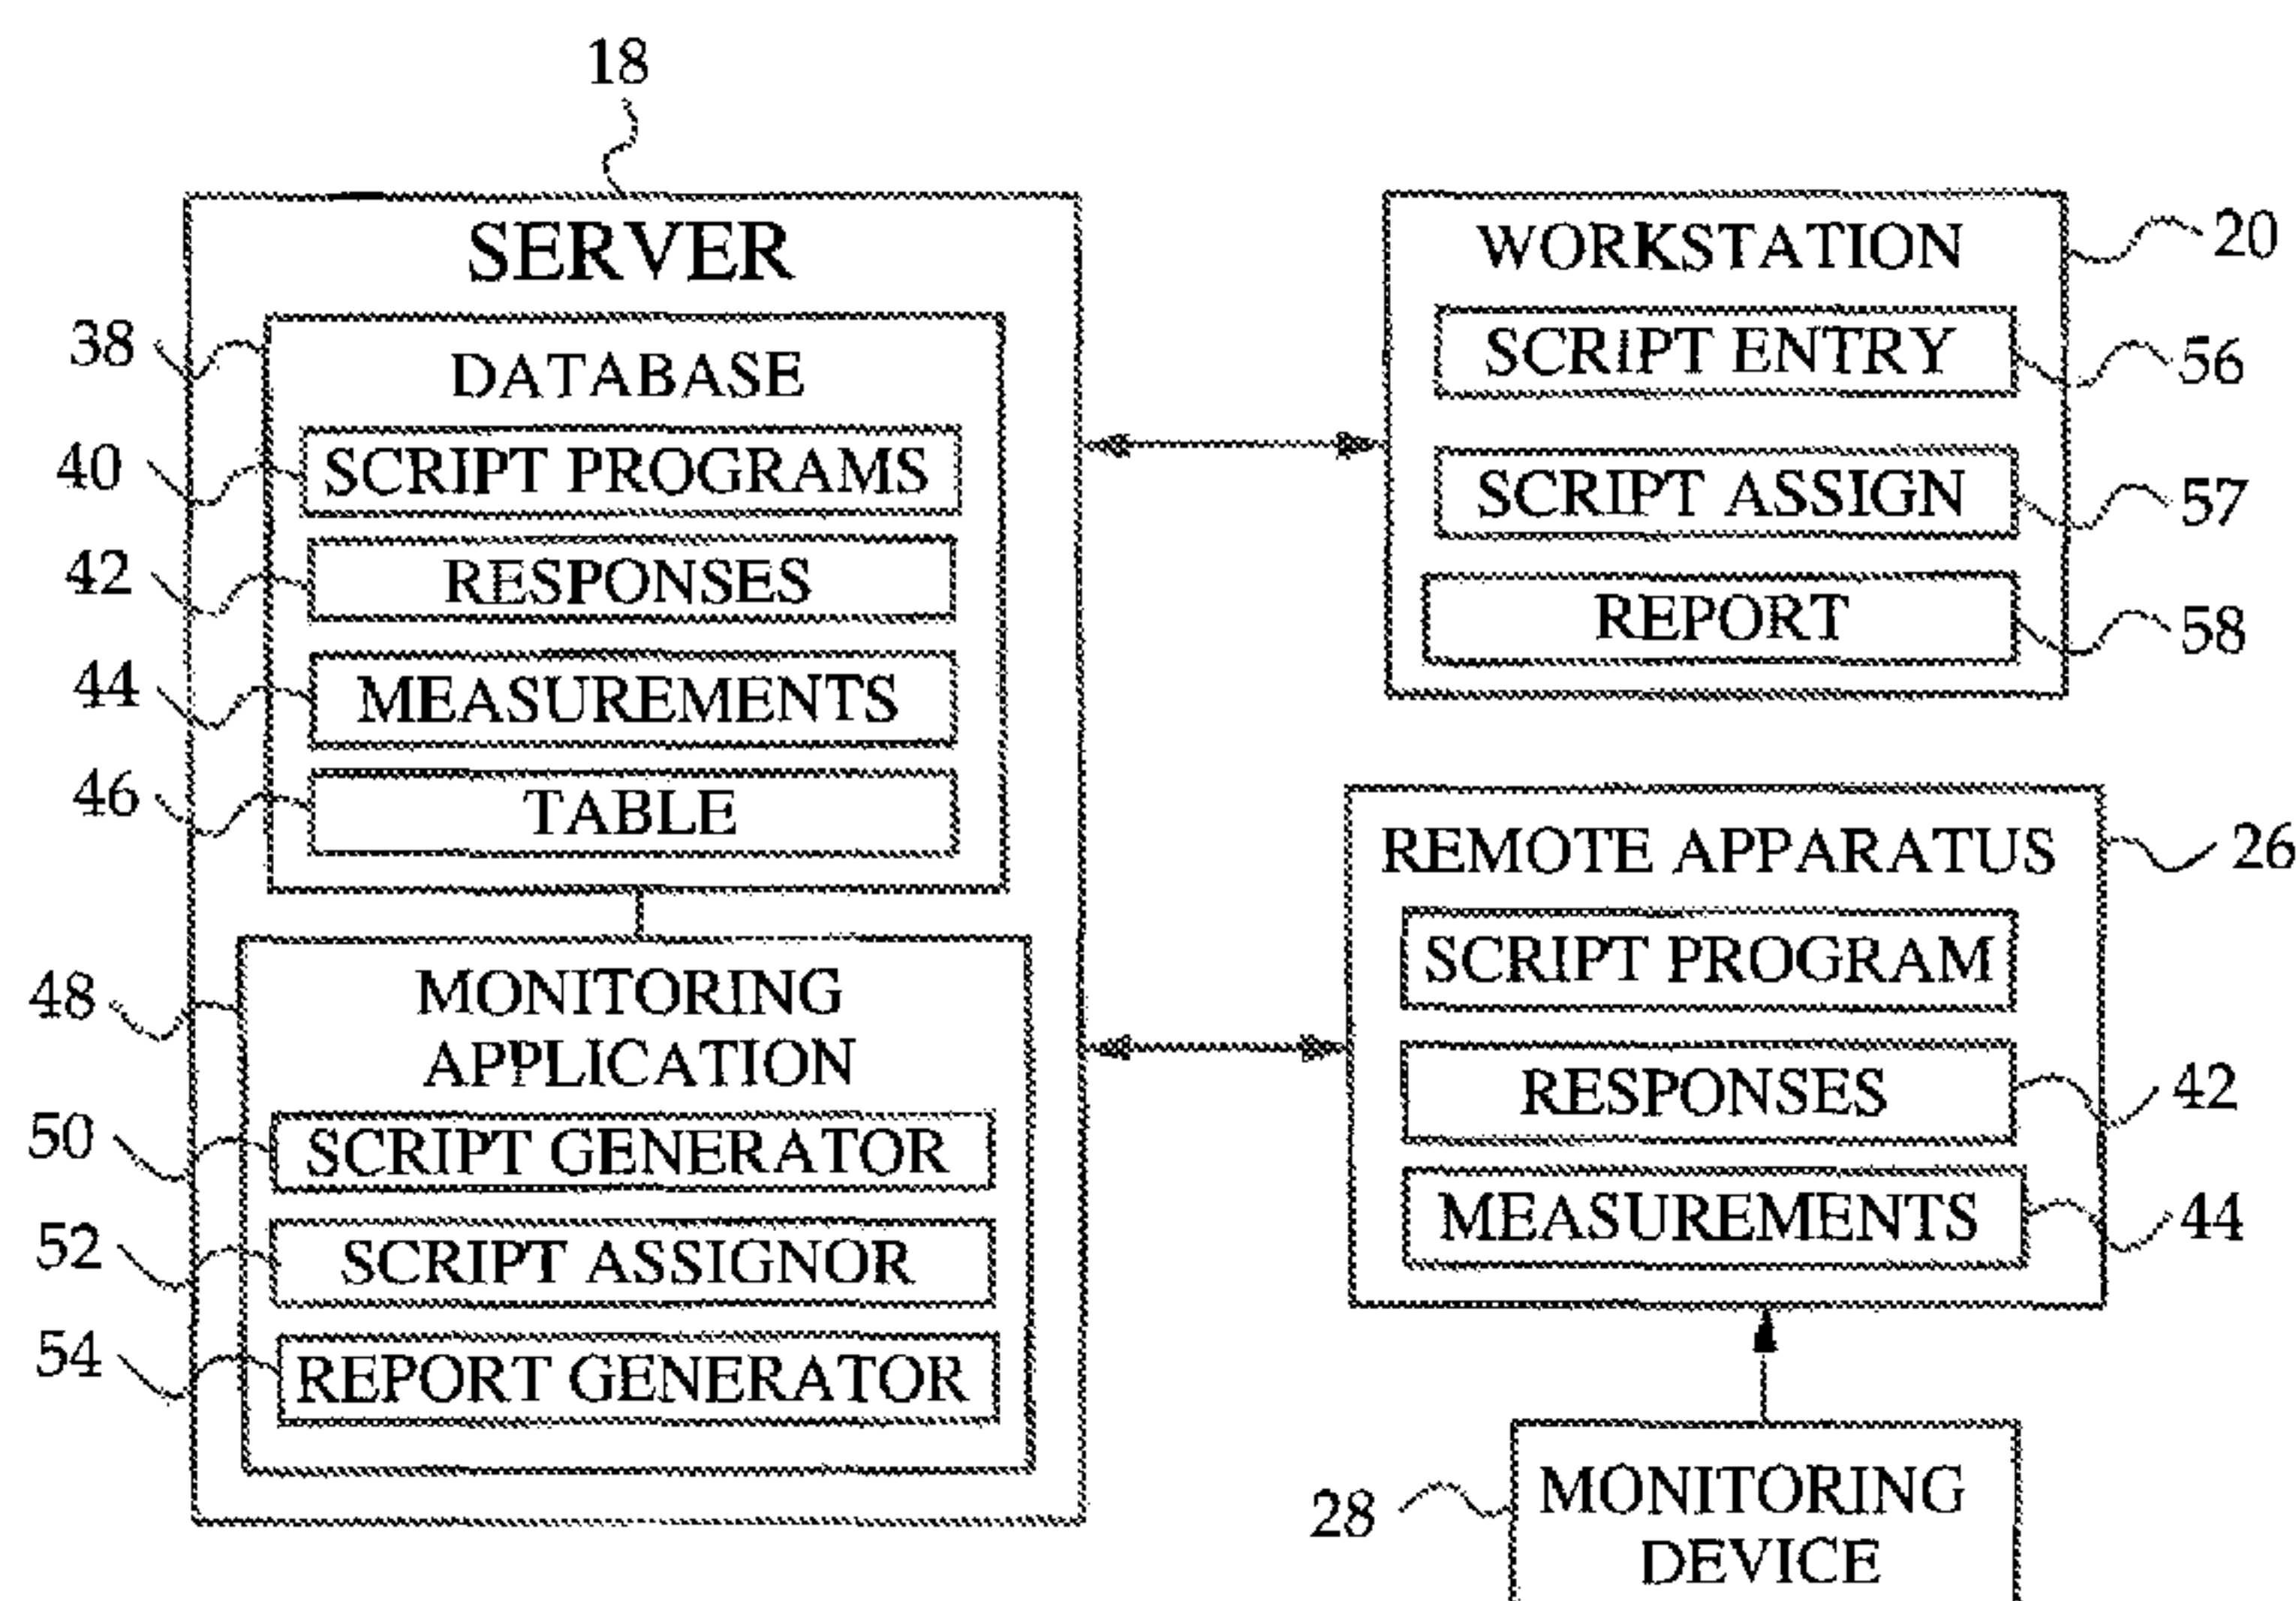 18
SERVER
38
DATABASE
40
SCRIPT PROGRAMS
42
RESPONSES
44
MEASUREMENTS
46
TABLE
48
MONITORING
APPLICATION
50
SCRIPT GENERATOR
52
SCRIPT ASSIGNOR
54
REPORT GENERATOR
WORKSTATION
20
SCRIPT ENTRY
56
SCRIPT ASSIGN
57
REPORT
58
REMOTE APPARATUS
26
SCRIPT PROGRAM
RESPONSES
42
MEASUREMENTS
44
28
MONITORING
DEVICE